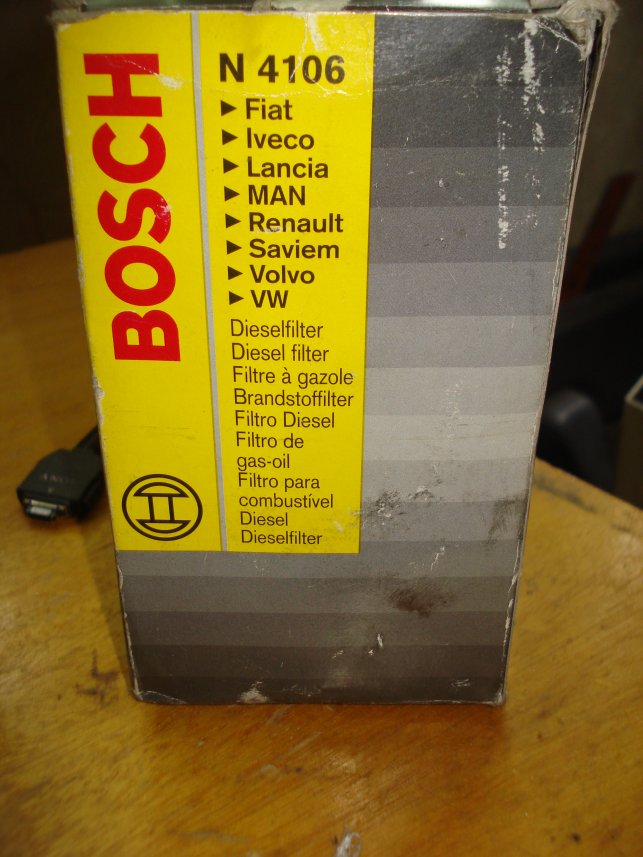 BOSCH
N 4106
► Fiat
► Iveco
► Lancia
► MAN
► Renault
► Saviem
► Volvo
► VW
Dieselfilter
Diesel filter
Filtre à gazole
Brandstoffilter
Filtro Diesel
Filtro de
gas-oil
Filtro para
combustível
Diesel
Dieselfilter
SONY